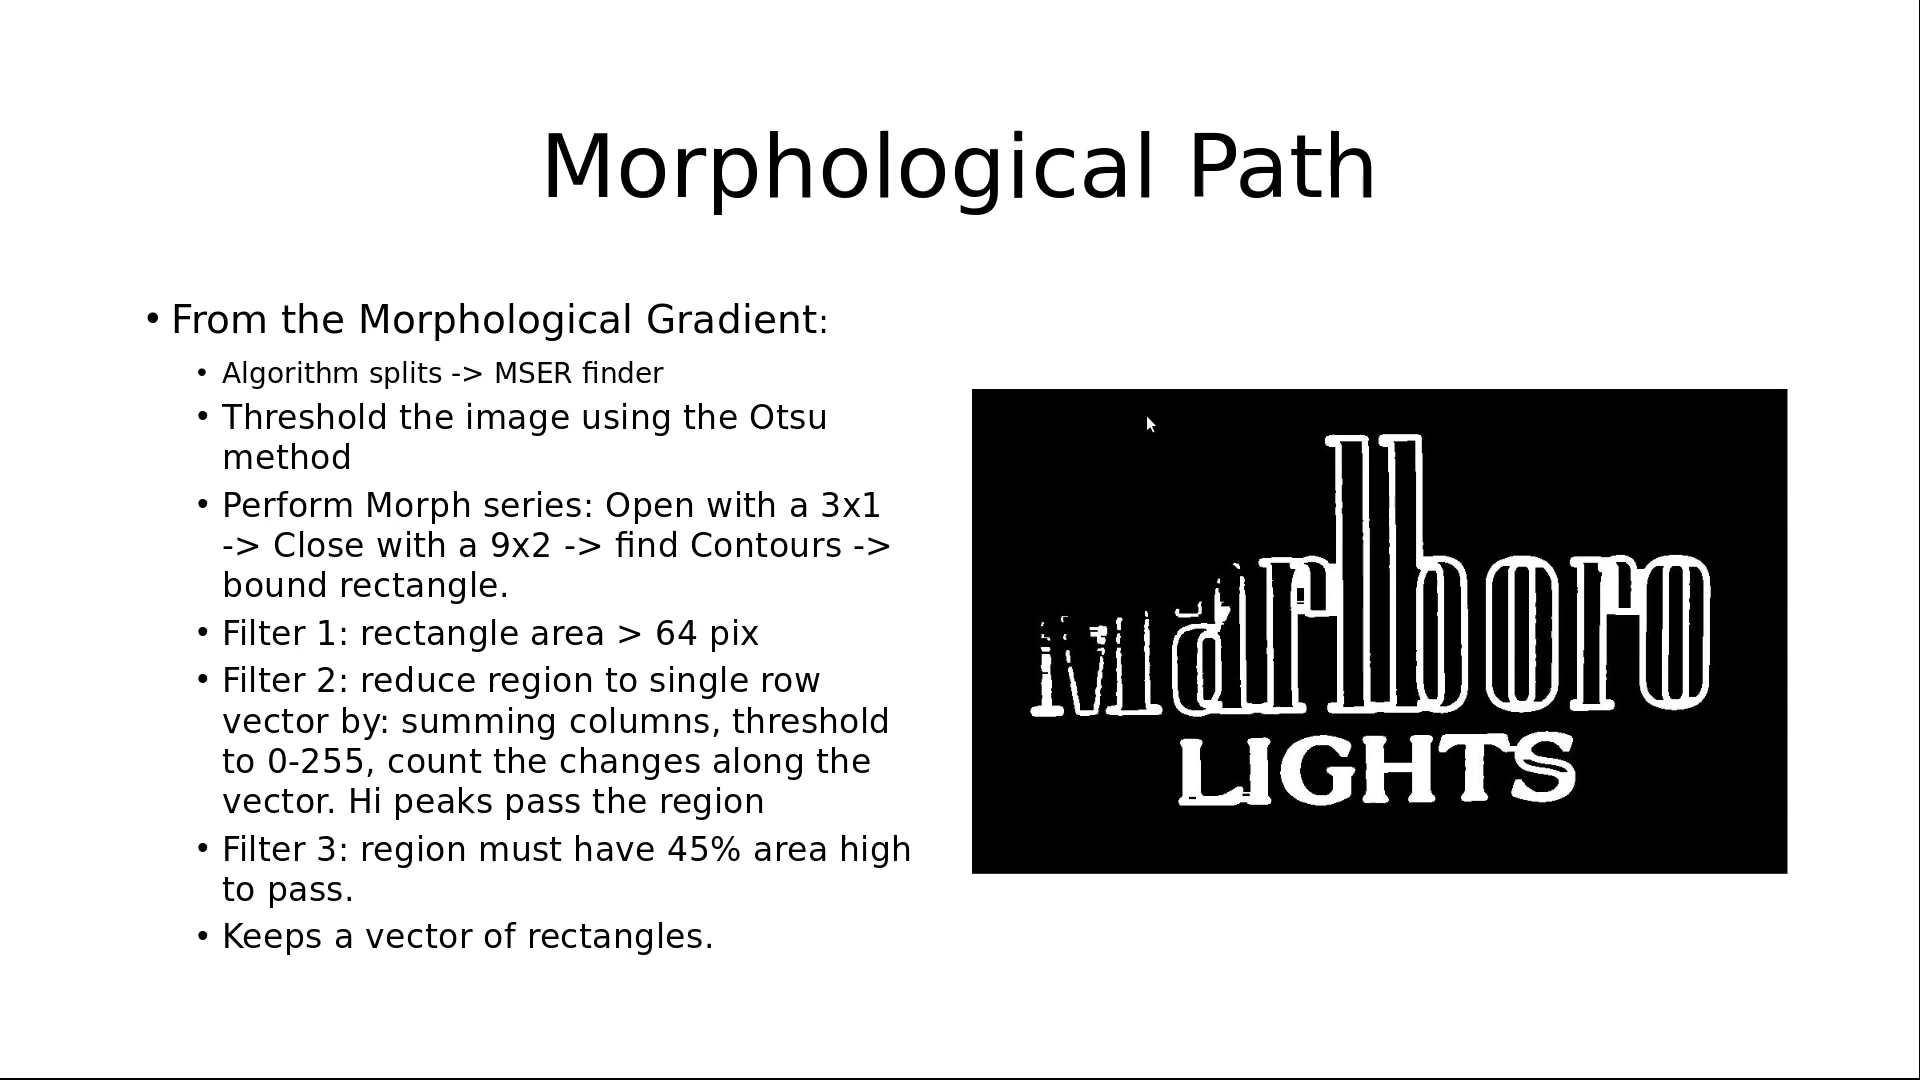 Morphological Path
• From the Morphological Gradient:
• Algorithm splits -> MSER finder
• Threshold the image using the Otsu
method
• Perform Morph series: Open with a 3x1
-> Close with a 9x2 -> find Contours ->
bound rectangle.
• Filter 1: rectangle area > 64 pix
• Filter 2: reduce region to single row
vector by: summing columns, threshold
to 0-255, count the changes along the
vector. Hi peaks pass the region
• Filter 3: region must have 45% area high
to pass.
• Keeps a vector of rectangles.
Marlboro
LIGHTS